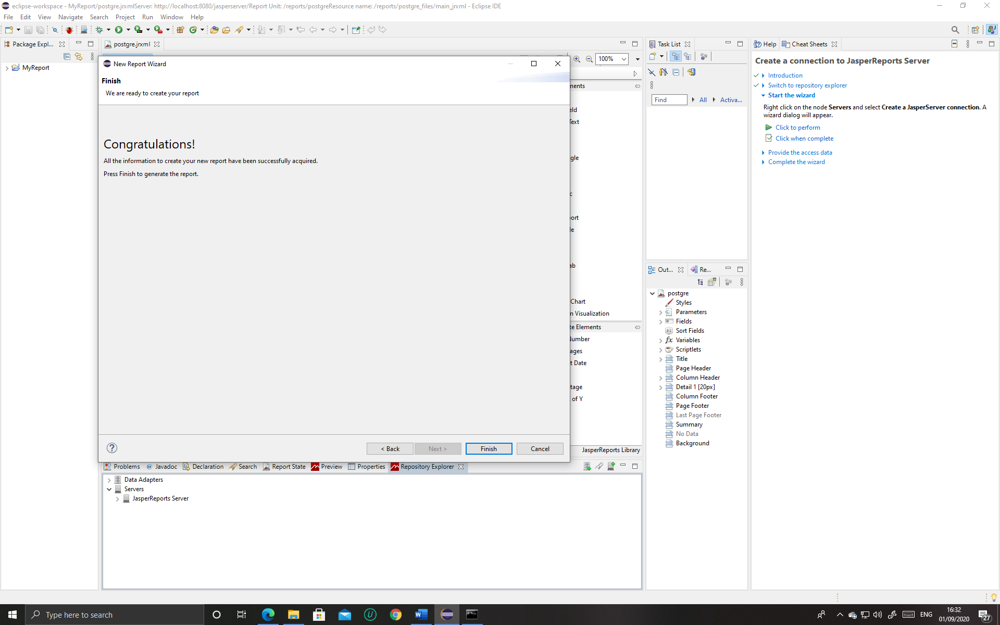 eclipse-workspace - MyReport/postgre.jrxmlServer: http://localhost:8080/jasperserver/Report Unit: /reports/postgreResource name: /reports/postgre_files/main_jrxml - Eclipse IDE
File Edit View Navigate Search Project Run Window Help
Package Expl...
MyReport
postgre.jrxml
100%
New Report Wizard
Finish
We are ready to create your report
Congratulations!
All the information to create your new report have been successfully acquired.
Press Finish to generate the report.
< Back Next > Finish Cancel
ments
eld
Text
gle
c
ort
le
ab
Chart
m Visualization
te Elements
Number
ages
t Date
tage
of Y
JasperReports Library
Task List
Find All Activa...
Out... Re...
postgre
Styles
Parameters
Fields
Sort Fields
Variables
Scriptlets
Title
Page Header
Column Header
Detail 1 [20px]
Column Footer
Page Footer
Last Page Footer
Summary
No Data
Background
Help Cheat Sheets
Create a connection to JasperReports Server
Introduction
Switch to repository explorer
Start the wizard
Right click on the node Servers and select Create a JasperServer connection. A
wizard dialog will appear.
Click to perform
Click when complete
Provide the access data
Complete the wizard
Problems @ Javadoc Declaration Search Report State Preview Properties Repository Explorer
Data Adapters
Servers
JasperReports Server
Type here to search
ENG
16:32
01/09/2020
27